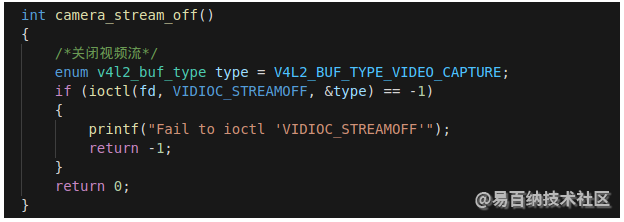 int camera_stream_off()
{
    /*关闭视频流*/
    enum v4l2_buf_type type = V4L2_BUF_TYPE_VIDEO_CAPTURE;
    if (ioctl(fd, VIDIOC_STREAMOFF, &type) == -1)
    {
        printf("Fail to ioctl 'VIDIOC_STREAMOFF'");
        return -1;
    }
    return 0;
}
@易百纳技术社区